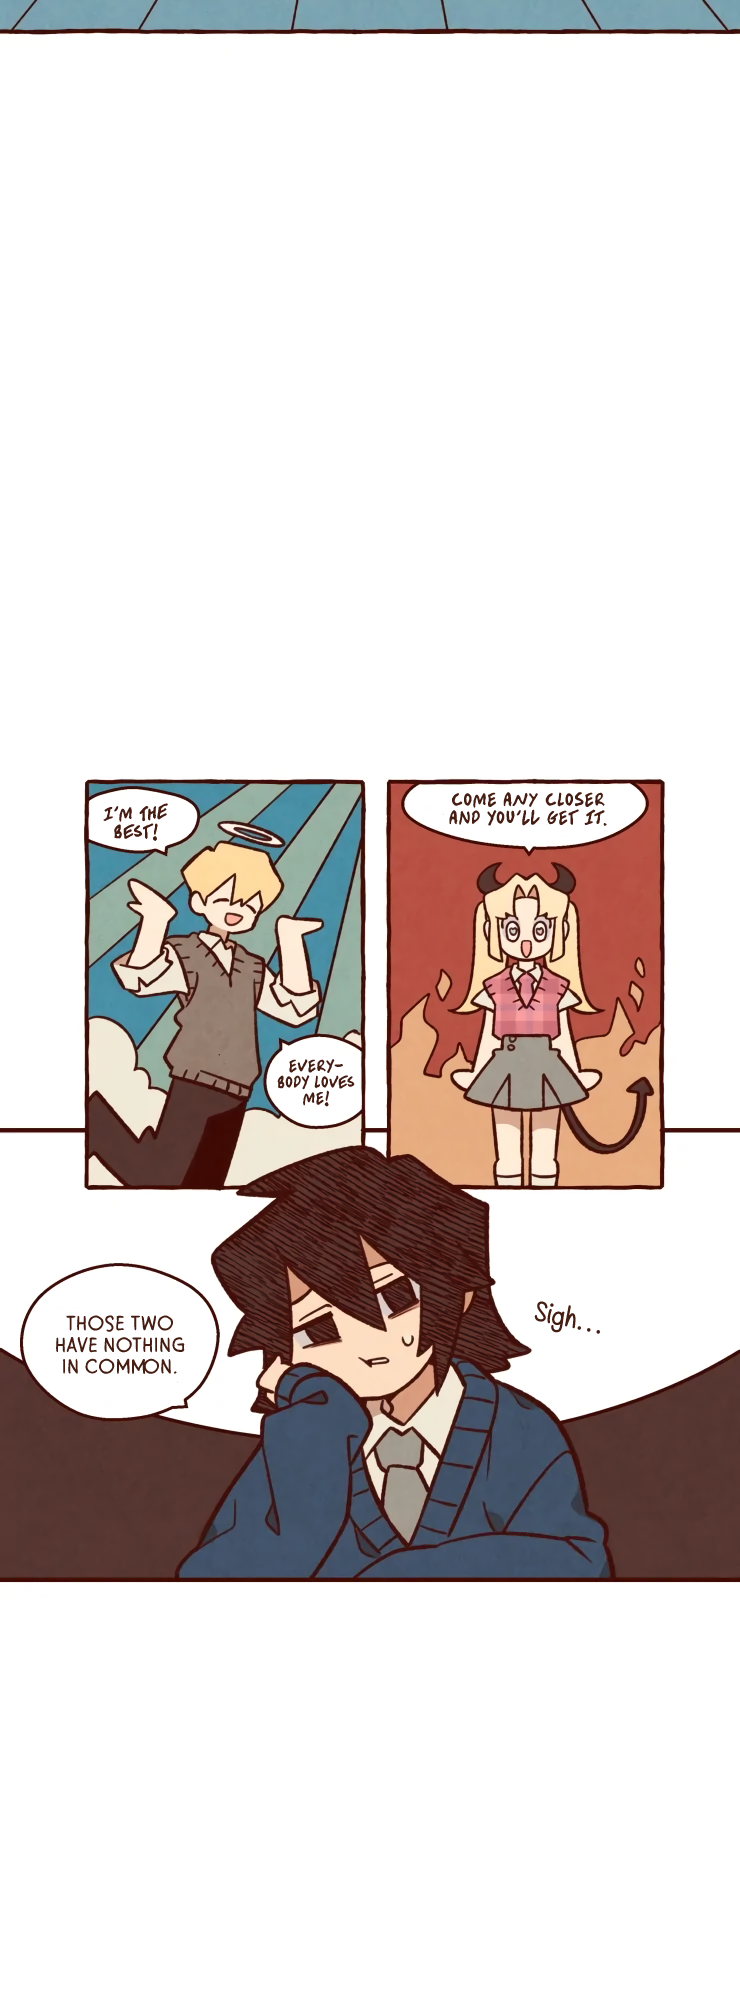 I'M THE
BEST!
EVERY-
BODY LOVES
ME!
COME ANY CLOSER
AND YOU'LL GET IT.
THOSE TWO
HAVE NOTHING
IN COMMON.
Sigh...